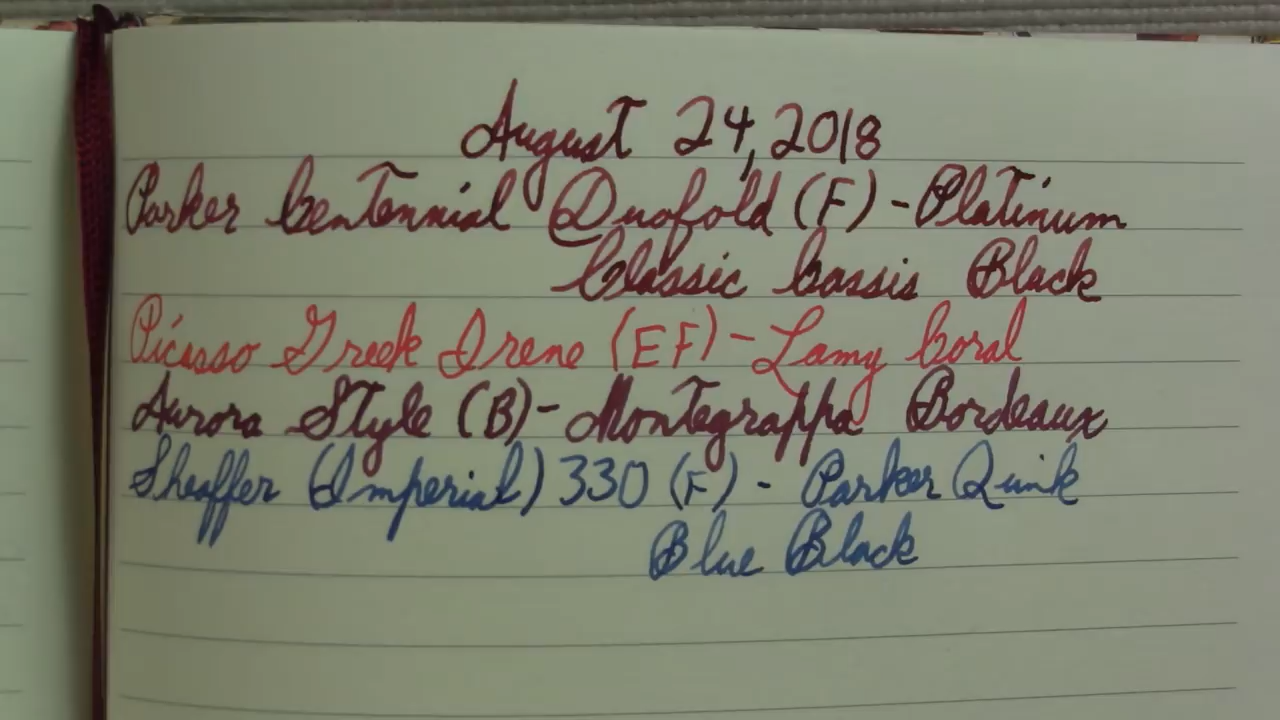 August 24, 2018
Parker Centennial Duofold (F) - Platinum
Classic Cassis Black
Picasso Greek Irene (EF) - Lamy Coral
Aurora Style (B) - Montegrappa Bordeaux
Sheaffer (Imperial) 330 (F) - Parker Quink
Blue Black